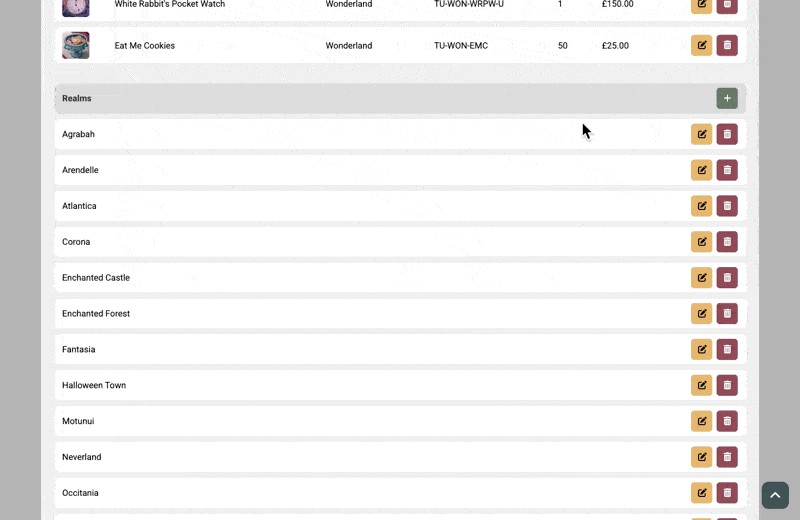 White Rabbit's Pocket Watch Wonderland TU-WON-WRPW-U 1 £150.00
Eat Me Cookies Wonderland TU-WON-EMC 50 £25.00
Realms
Agrabah
Arendelle
Atlantica
Corona
Enchanted Castle
Enchanted Forest
Fantasia
Halloween Town
Motunui
Neverland
Occitania